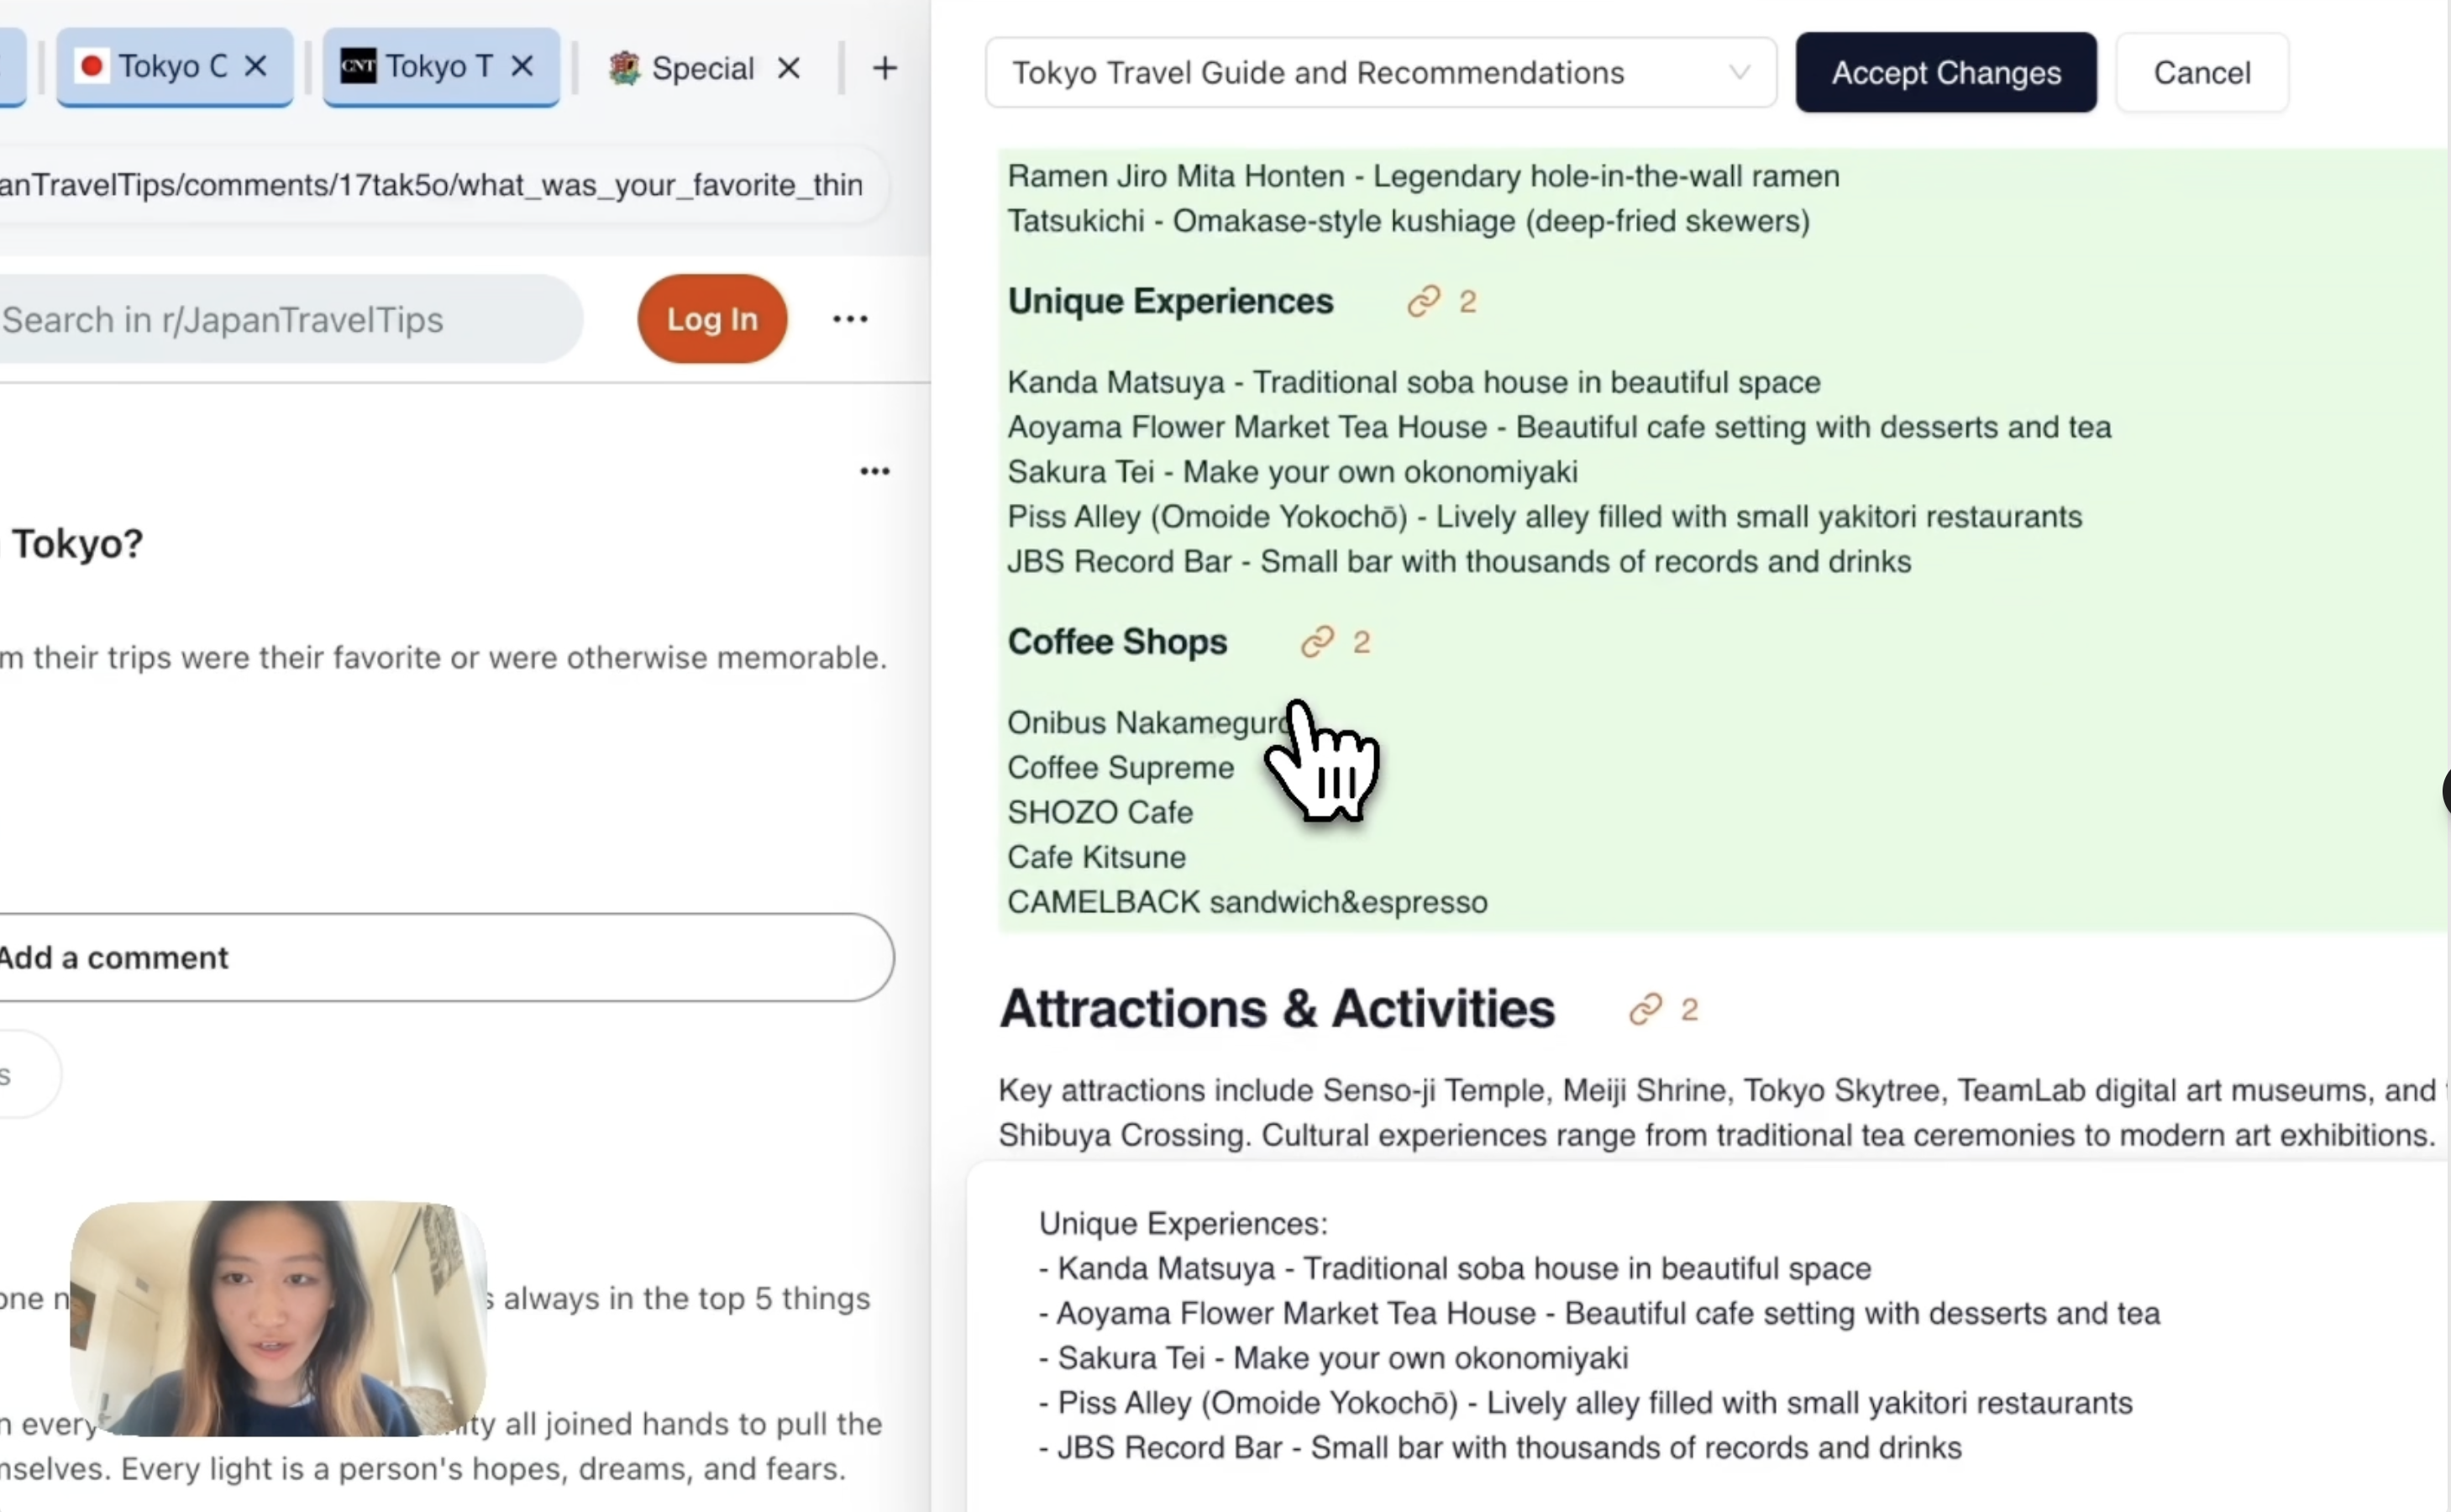 Tokyo C
CNT Tokyo T
Special
anTravelTips/comments/17tak5o/what_was_your_favorite_thin
Search in r/JapanTravelTips
Log In
Tokyo?
m their trips were their favorite or were otherwise memorable.
Add a comment
s
one n
s always in the top 5 things
n every
ity all joined hands to pull the
nselves. Every light is a person's hopes, dreams, and fears.
Tokyo Travel Guide and Recommendations
Accept Changes
Cancel
Ramen Jiro Mita Honten - Legendary hole-in-the-wall ramen
Tatsukichi - Omakase-style kushiage (deep-fried skewers)
Unique Experiences 2
Kanda Matsuya - Traditional soba house in beautiful space
Aoyama Flower Market Tea House - Beautiful cafe setting with desserts and tea
Sakura Tei - Make your own okonomiyaki
Piss Alley (Omoide Yokochō) - Lively alley filled with small yakitori restaurants
JBS Record Bar - Small bar with thousands of records and drinks
Coffee Shops 2
Onibus Nakameguro
Coffee Supreme
SHOZO Cafe
Cafe Kitsune
CAMELBACK sandwich&espresso
Attractions & Activities 2
Key attractions include Senso-ji Temple, Meiji Shrine, Tokyo Skytree, TeamLab digital art museums, and
Shibuya Crossing. Cultural experiences range from traditional tea ceremonies to modern art exhibitions.
Unique Experiences:
- Kanda Matsuya - Traditional soba house in beautiful space
- Aoyama Flower Market Tea House - Beautiful cafe setting with desserts and tea
- Sakura Tei - Make your own okonomiyaki
- Piss Alley (Omoide Yokochō) - Lively alley filled with small yakitori restaurants
- JBS Record Bar - Small bar with thousands of records and drinks